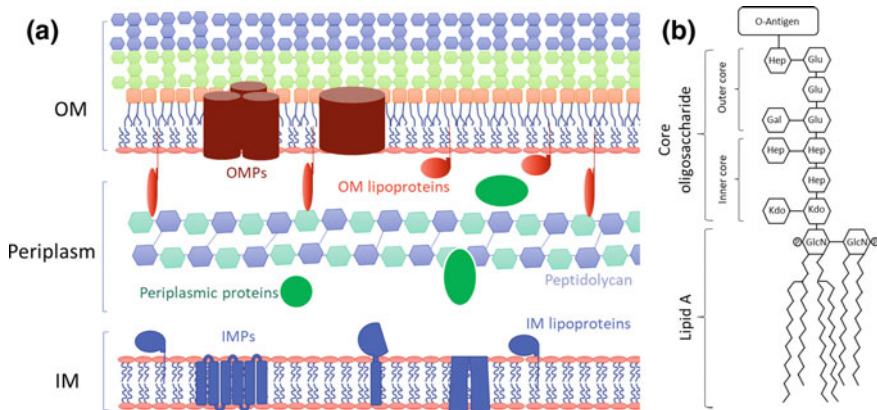 (a)
OM
OMPs
OM lipoproteins
Periplasm
Peptidolycan
Periplasmic proteins
IMPs
IM lipoproteins
IM
(b)
O-Antigen
Hep Glu
Glu
Gal Glu
Hep Hep
Hep
Kdo Kdo
P GlcN GlcN P
Outer core
Inner core
Core
oligosaccharide
Lipid A